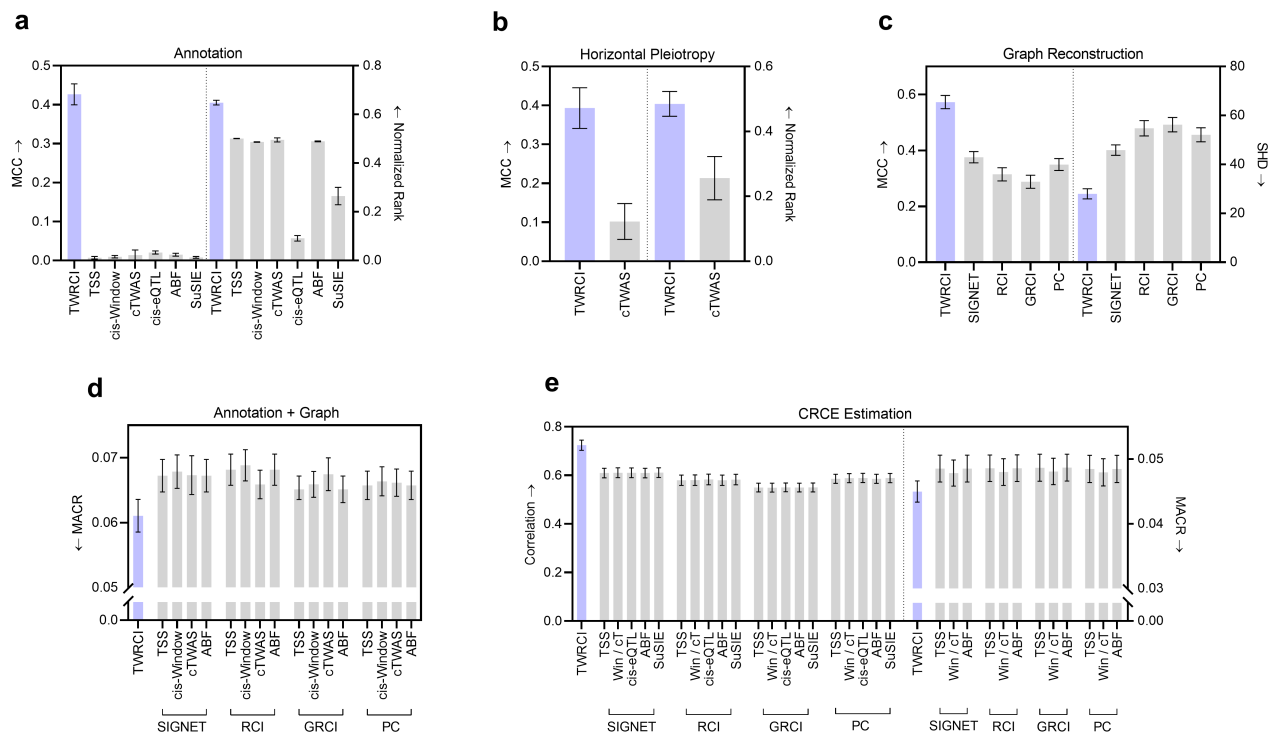 a
Annotation
MCC →
0.5
0.4
0.3
0.2
0.1
0.0
0.8
0.6
0.4
0.2
0.0
← Normalized Rank
TWRCI
TSS
cis-Window
cTWAS
cis-eQTL
ABF
SuSIE
TWRCI
TSS
cis-Window
cTWAS
cis-eQTL
ABF
SuSIE
b
Horizontal Pleiotropy
MCC →
0.5
0.4
0.3
0.2
0.1
0.0
0.6
0.4
0.2
0.0
← Normalized Rank
TWRCI
cTWAS
TWRCI
cTWAS
c
Graph Reconstruction
MCC →
0.6
0.4
0.2
0.0
80
60
40
20
0
SHD →
TWRCI
SIGNET
RCI
GRCI
PC
TWRCI
SIGNET
RCI
GRCI
PC
d
Annotation + Graph
← MACR
0.07
0.06
0.05
0.0
TWRCI
TSS
cis-Window
cTWAS
ABF
TSS
cis-Window
cTWAS
ABF
TSS
cis-Window
cTWAS
ABF
TSS
cis-Window
cTWAS
ABF
SIGNET
RCI
GRCI
PC
e
CRCE Estimation
Correlation →
0.8
0.6
0.4
0.2
0.0
0.05
0.04
0.03
0.00
MACR →
TWRCI
TSS
Win / cT
cis-eQTL
ABF
SuSIE
TSS
Win / cT
cis-eQTL
ABF
SuSIE
TSS
Win / cT
cis-eQTL
ABF
SuSIE
TSS
Win / cT
cis-eQTL
ABF
SuSIE
TWRCI
TSS
Win / cT
ABF
TSS
Win / cT
ABF
TSS
Win / cT
ABF
TSS
Win / cT
ABF
SIGNET
RCI
GRCI
PC
SIGNET
RCI
GRCI
PC